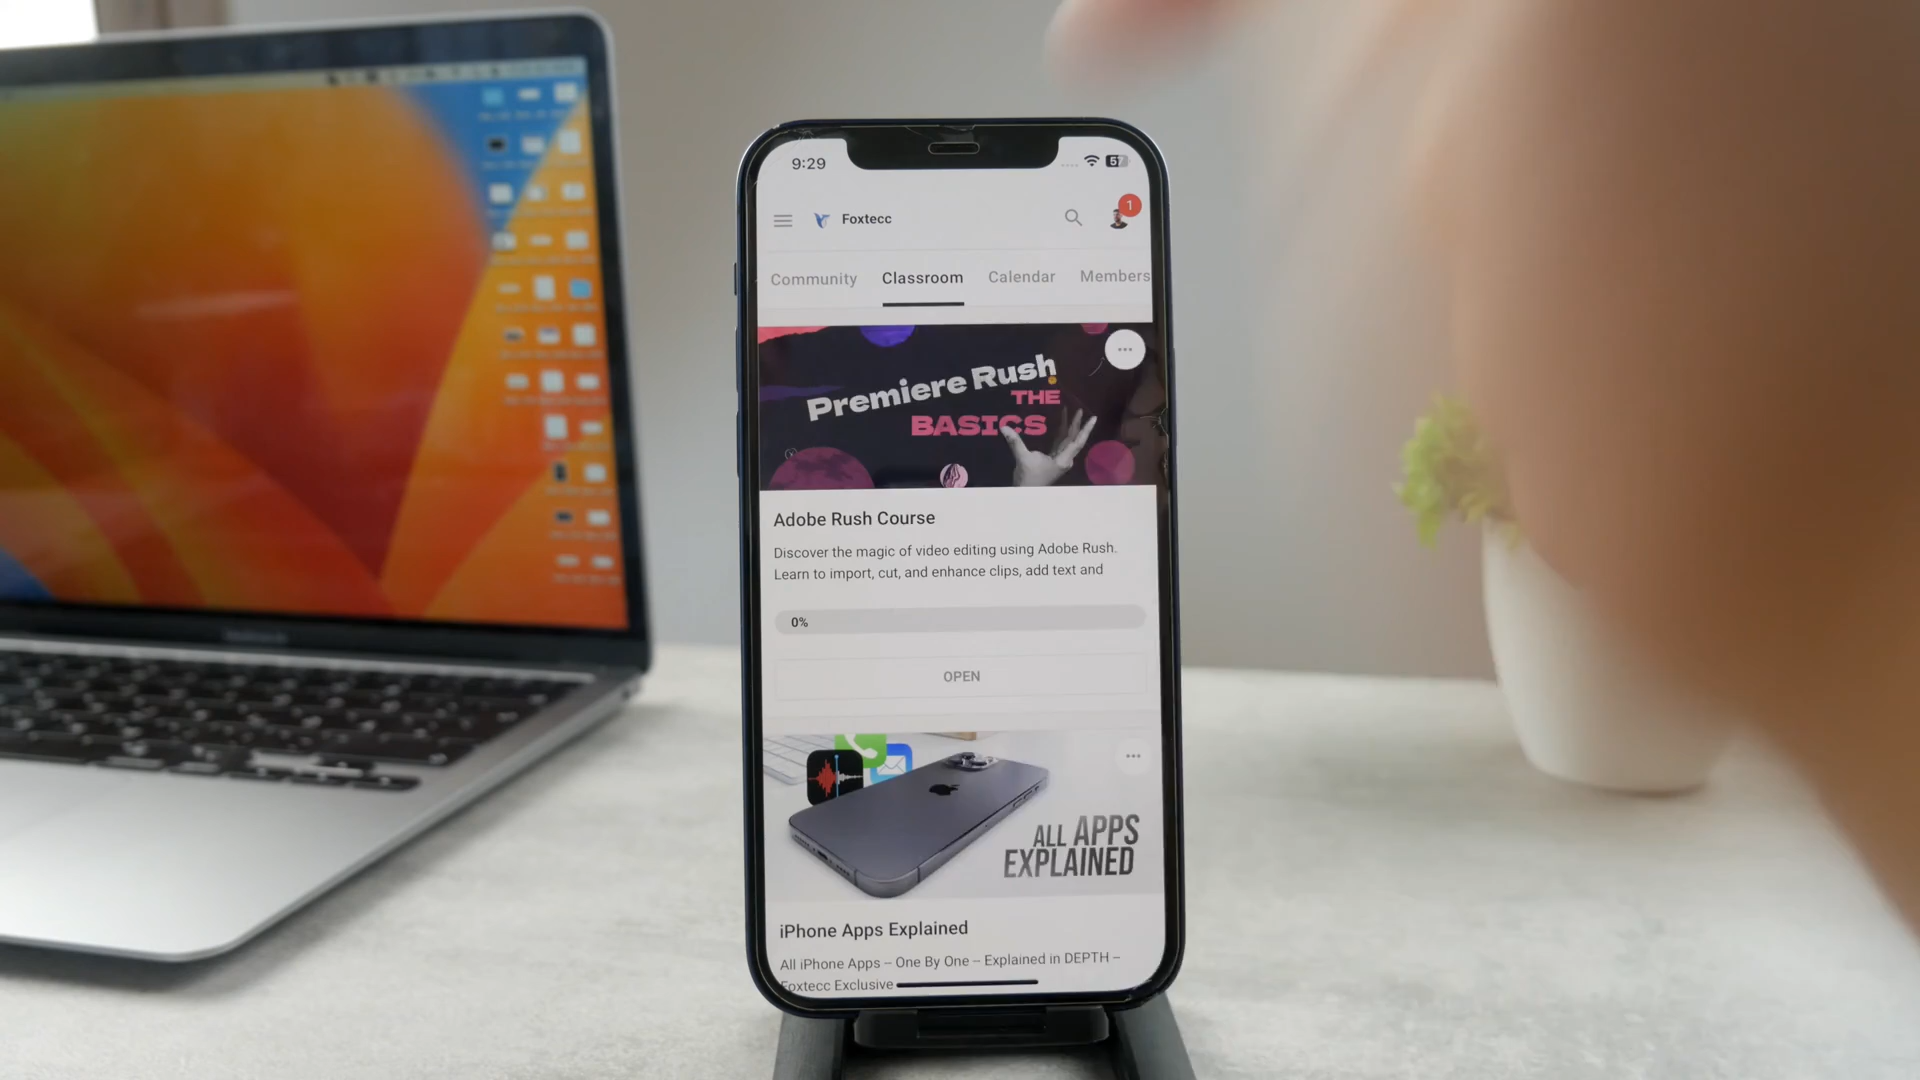 9:29
57
Foxtecc
1
Community Classroom Calendar Members
Premiere Rush
THE
BASICS
Adobe Rush Course
Discover the magic of video editing using Adobe Rush.
Learn to import, cut, and enhance clips, add text and
0%
OPEN
ALL APPS
EXPLAINED
iPhone Apps Explained
All iPhone Apps – One By One – Explained in DEPTH –
Foxtecc Exclusive